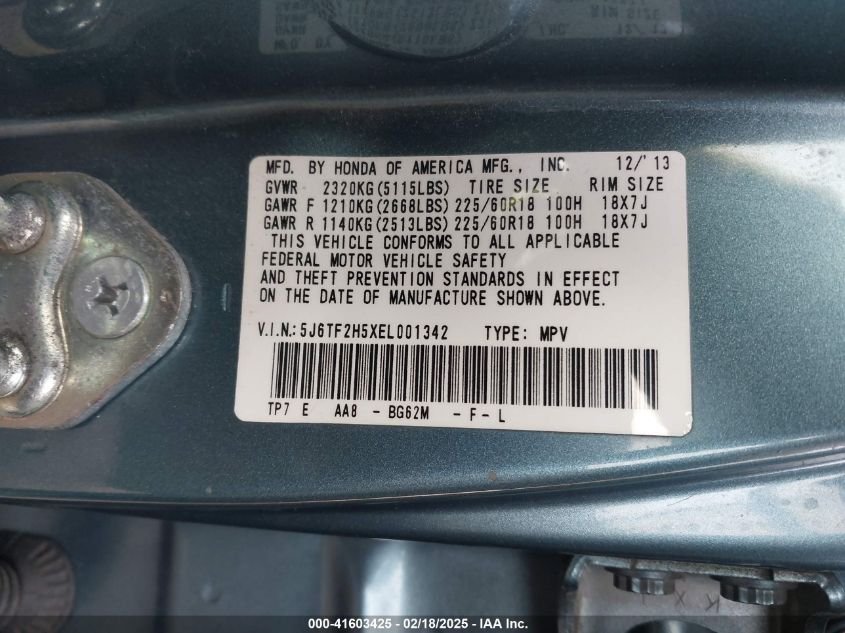 MFD. BY HONDA OF AMERICA MFG., INC. 12/'13
GVWR 2320KG(5115LBS) TIRE SIZE RIM SIZE
GAWR F 1210KG(2668LBS) 225/60R18 100H 18X7J
GAWR R 1140KG(2513LBS) 225/60R18 100H 18X7J
THIS VEHICLE CONFORMS TO ALL APPLICABLE
FEDERAL MOTOR VEHICLE SAFETY
AND THEFT PREVENTION STANDARDS IN EFFECT
ON THE DATE OF MANUFACTURE SHOWN ABOVE.
V.I.N.: 5J6TF2H5XEL001342 TYPE: MPV
TP7 E AA8 - BG62M - F - L
000-41603425 - 02/18/2025 - IAA Inc.